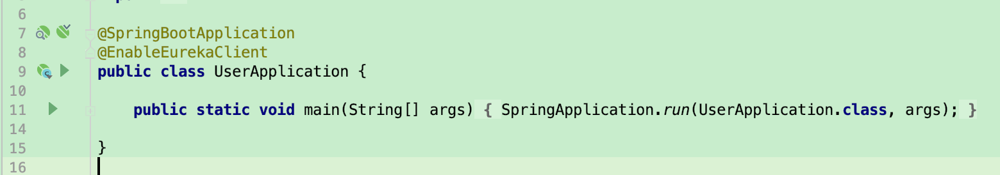 6
7 @SpringBootApplication
8 @EnableEurekaClient
9 public class UserApplication {
10
11 public static void main(String[] args) { SpringApplication.run(UserApplication.class, args); }
14
15 }
16